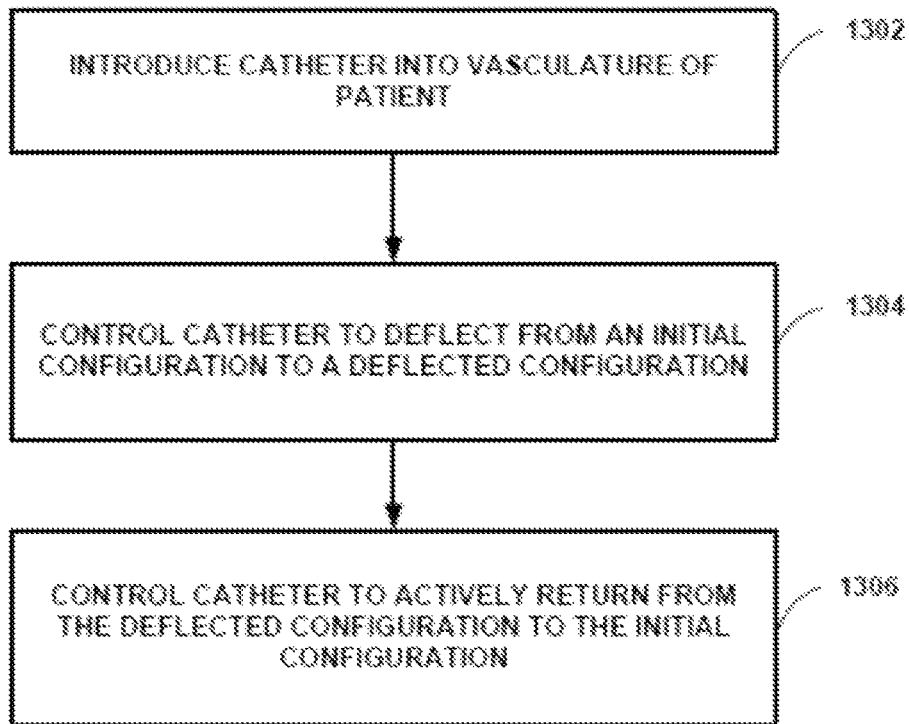 1302
INTRODUCE CATHETER INTO VASCULATURE OF
PATIENT
1304
CONTROL CATHETER TO DEFLECT FROM AN INITIAL
CONFIGURATION TO A DEFLECTED CONFIGURATION
1306
CONTROL CATHETER TO ACTIVELY RETURN FROM
THE DEFLECTED CONFIGURATION TO THE INITIAL
CONFIGURATION